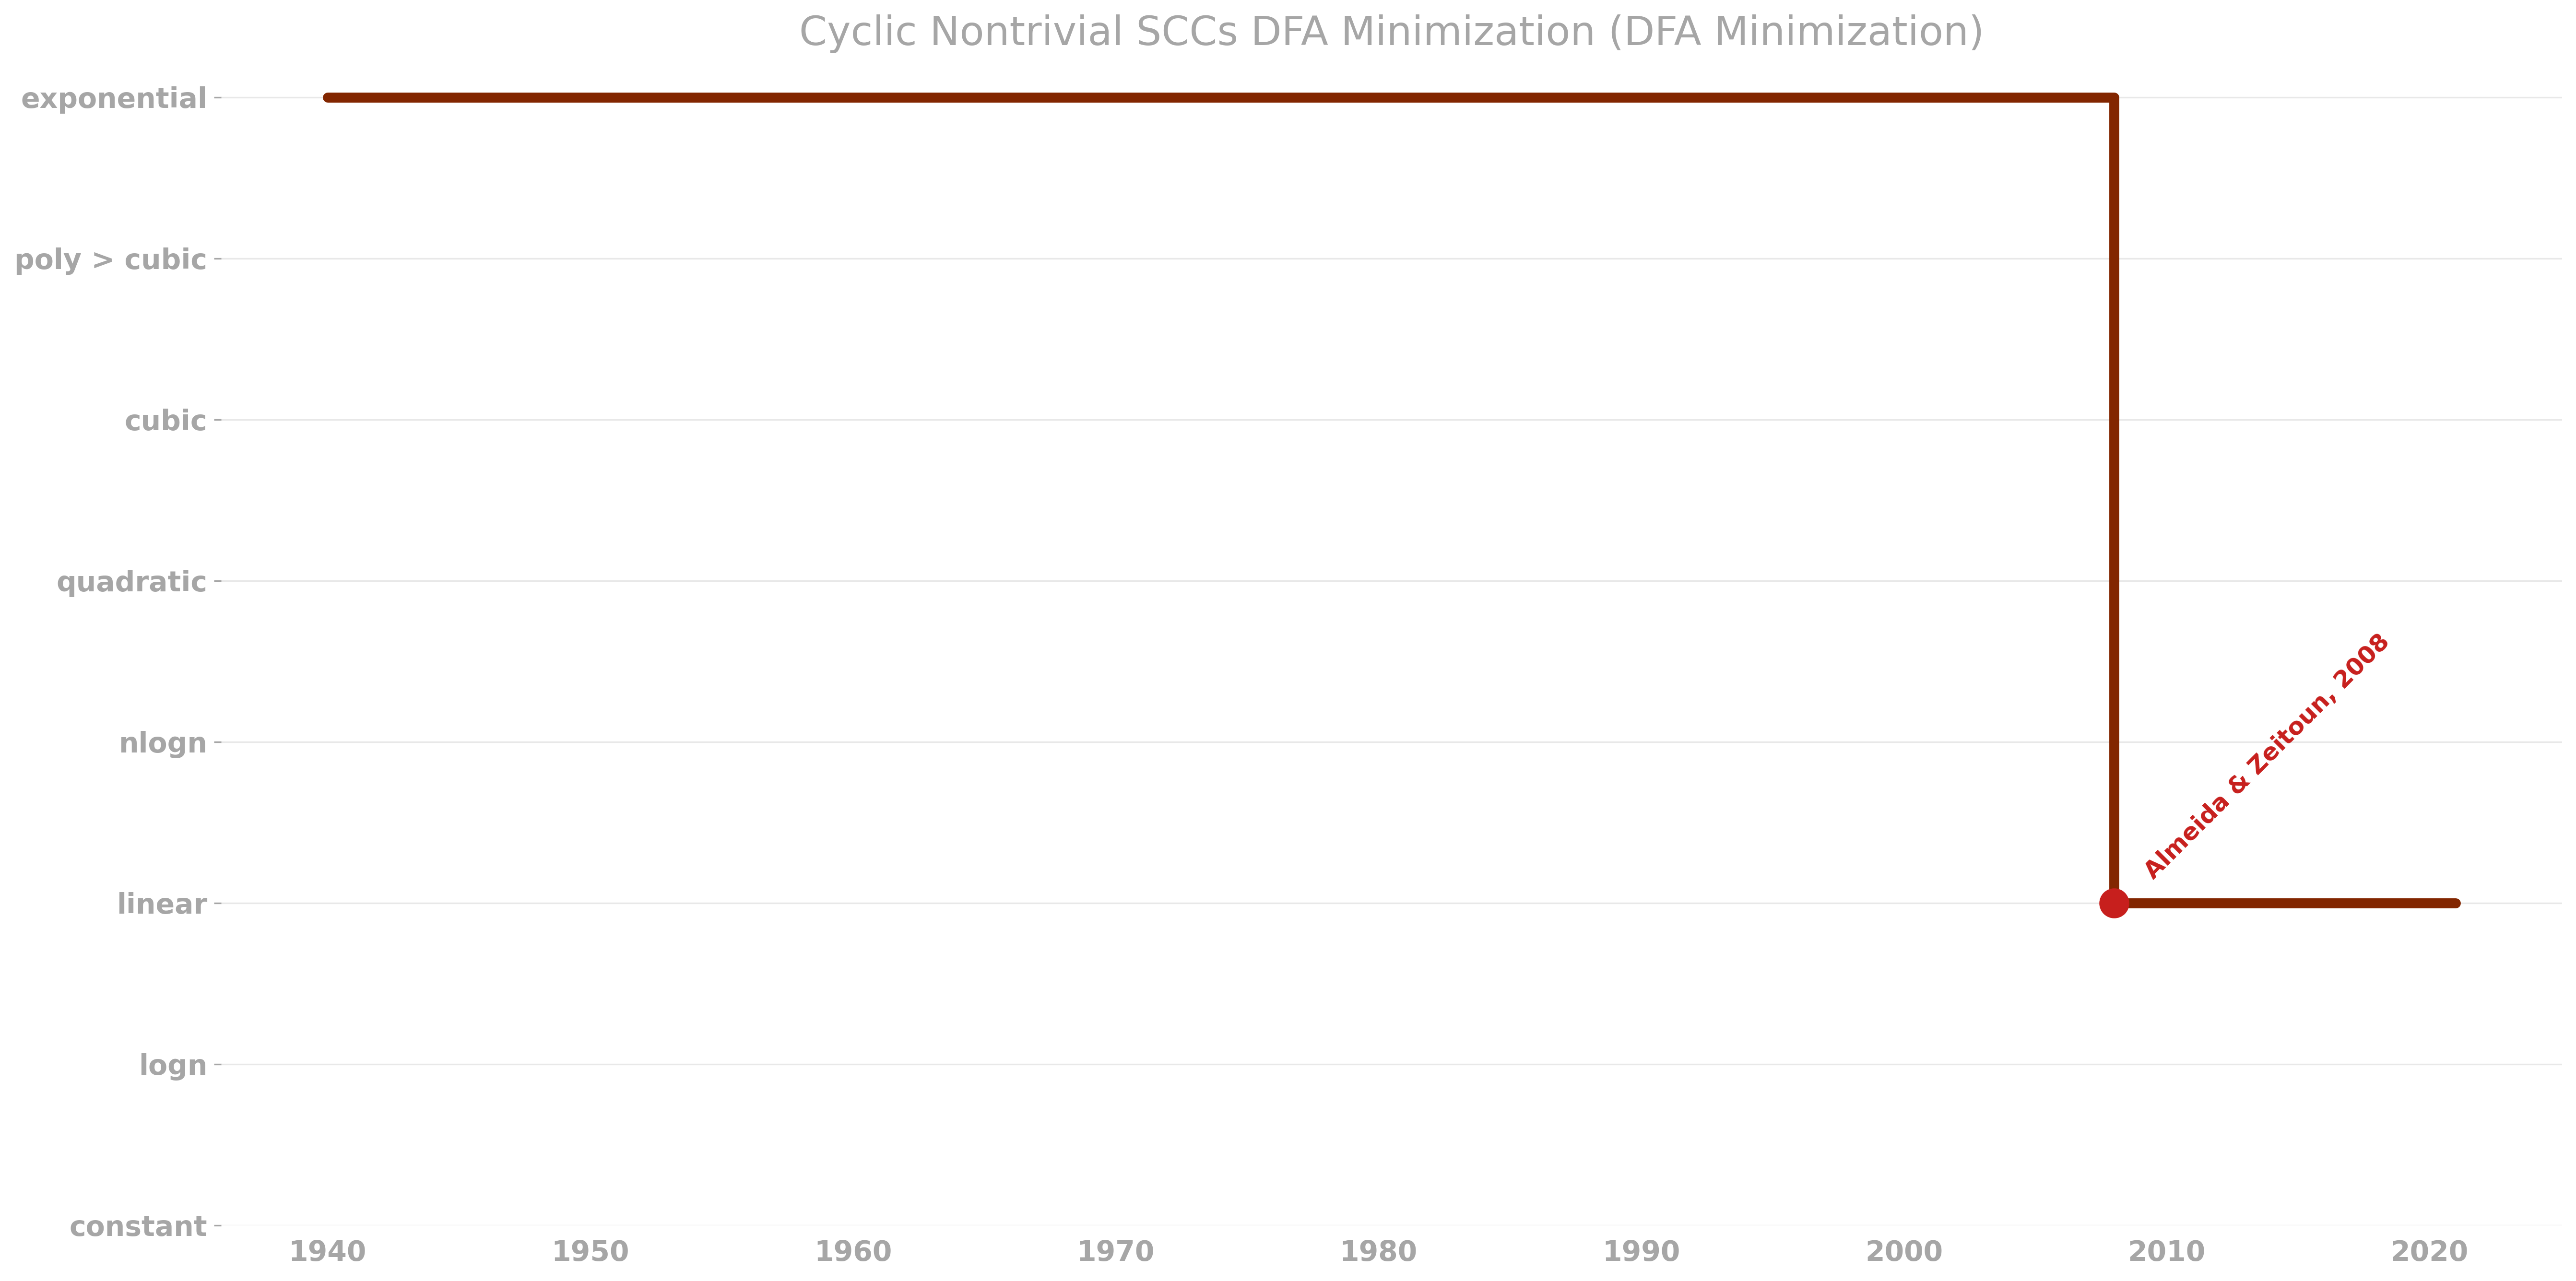 Cyclic Nontrivial SCCs DFA Minimization (DFA Minimization)
exponential
poly > cubic
cubic
quadratic
nlogn
linear
logn
constant
Almeida & Zeitoun, 2008
1940 1950 1960 1970 1980 1990 2000 2010 2020